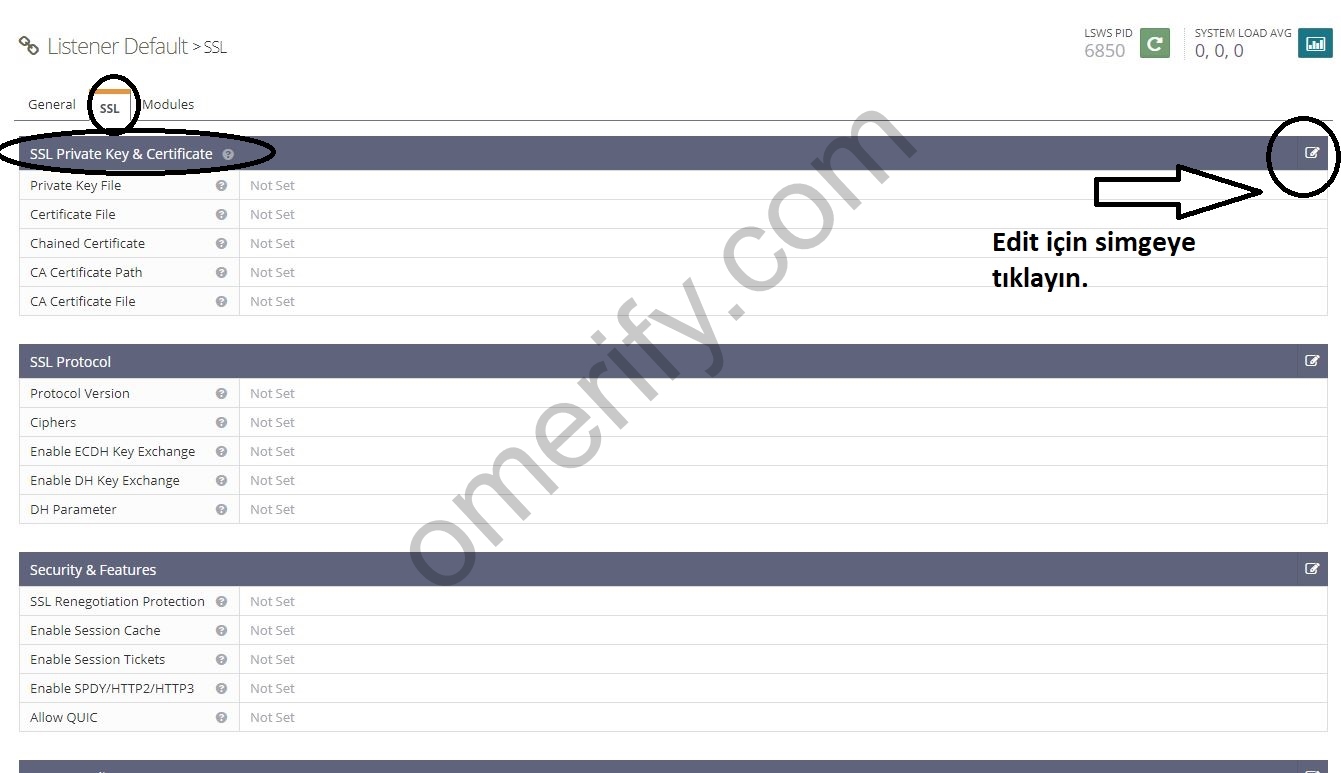 Listener Default > SSL
LSWS PID
6850
SYSTEM LOAD AVG
0, 0, 0
General
SSL
Modules
SSL Private Key & Certificate
Private Key File
Not Set
Certificate File
Not Set
Chained Certificate
Not Set
CA Certificate Path
Not Set
CA Certificate File
Not Set
Edit için simgeye
tıklayın.
SSL Protocol
Protocol Version
Not Set
Ciphers
Not Set
Enable ECDH Key Exchange
Not Set
Enable DH Key Exchange
Not Set
DH Parameter
Not Set
Security & Features
SSL Renegotiation Protection
Not Set
Enable Session Cache
Not Set
Enable Session Tickets
Not Set
Enable SPDY/HTTP2/HTTP3
Not Set
Allow QUIC
Not Set
omerify.com